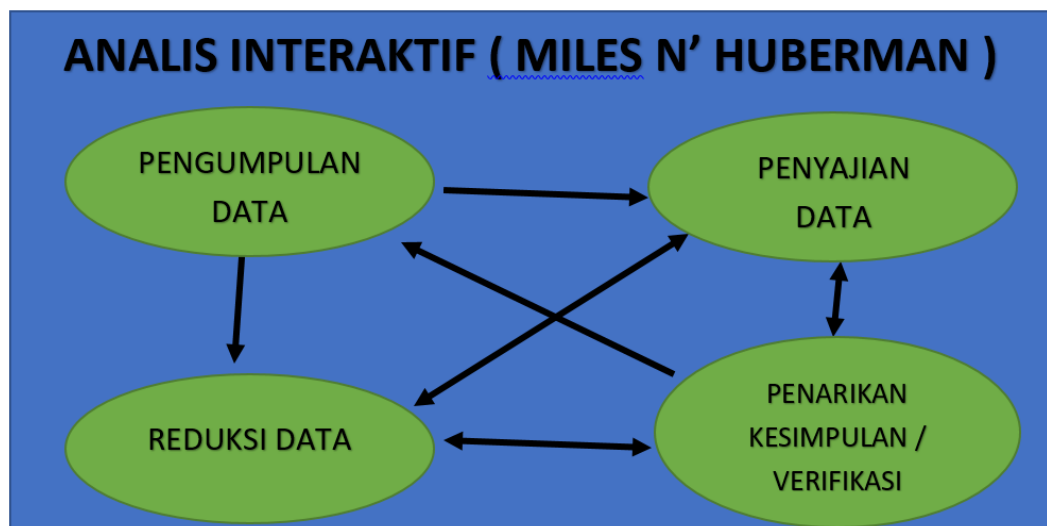 ANALIS INTERAKTIF ( MILES N’ HUBERMAN )
PENGUMPULAN
DATA
PENYAJIAN
DATA
REDUKSI DATA
PENARIKAN
KESIMPULAN /
VERIFIKASI